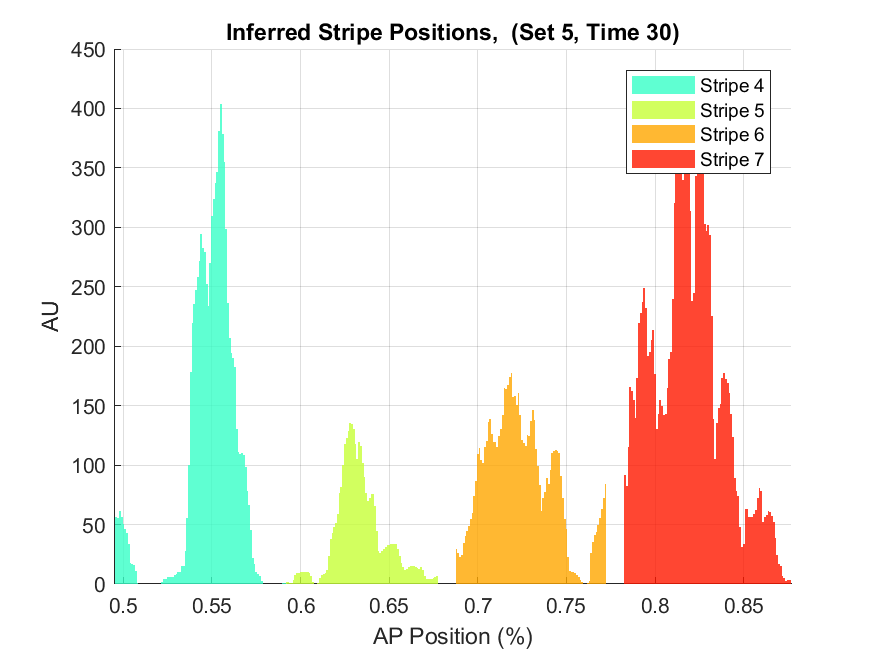 Inferred Stripe Positions,  (Set 5, Time 30)
450
400
350
300
250
200
150
100
50
0
AU
Stripe 4
Stripe 5
Stripe 6
Stripe 7
0.5 0.55 0.6 0.65 0.7 0.75 0.8 0.85
AP Position (%)